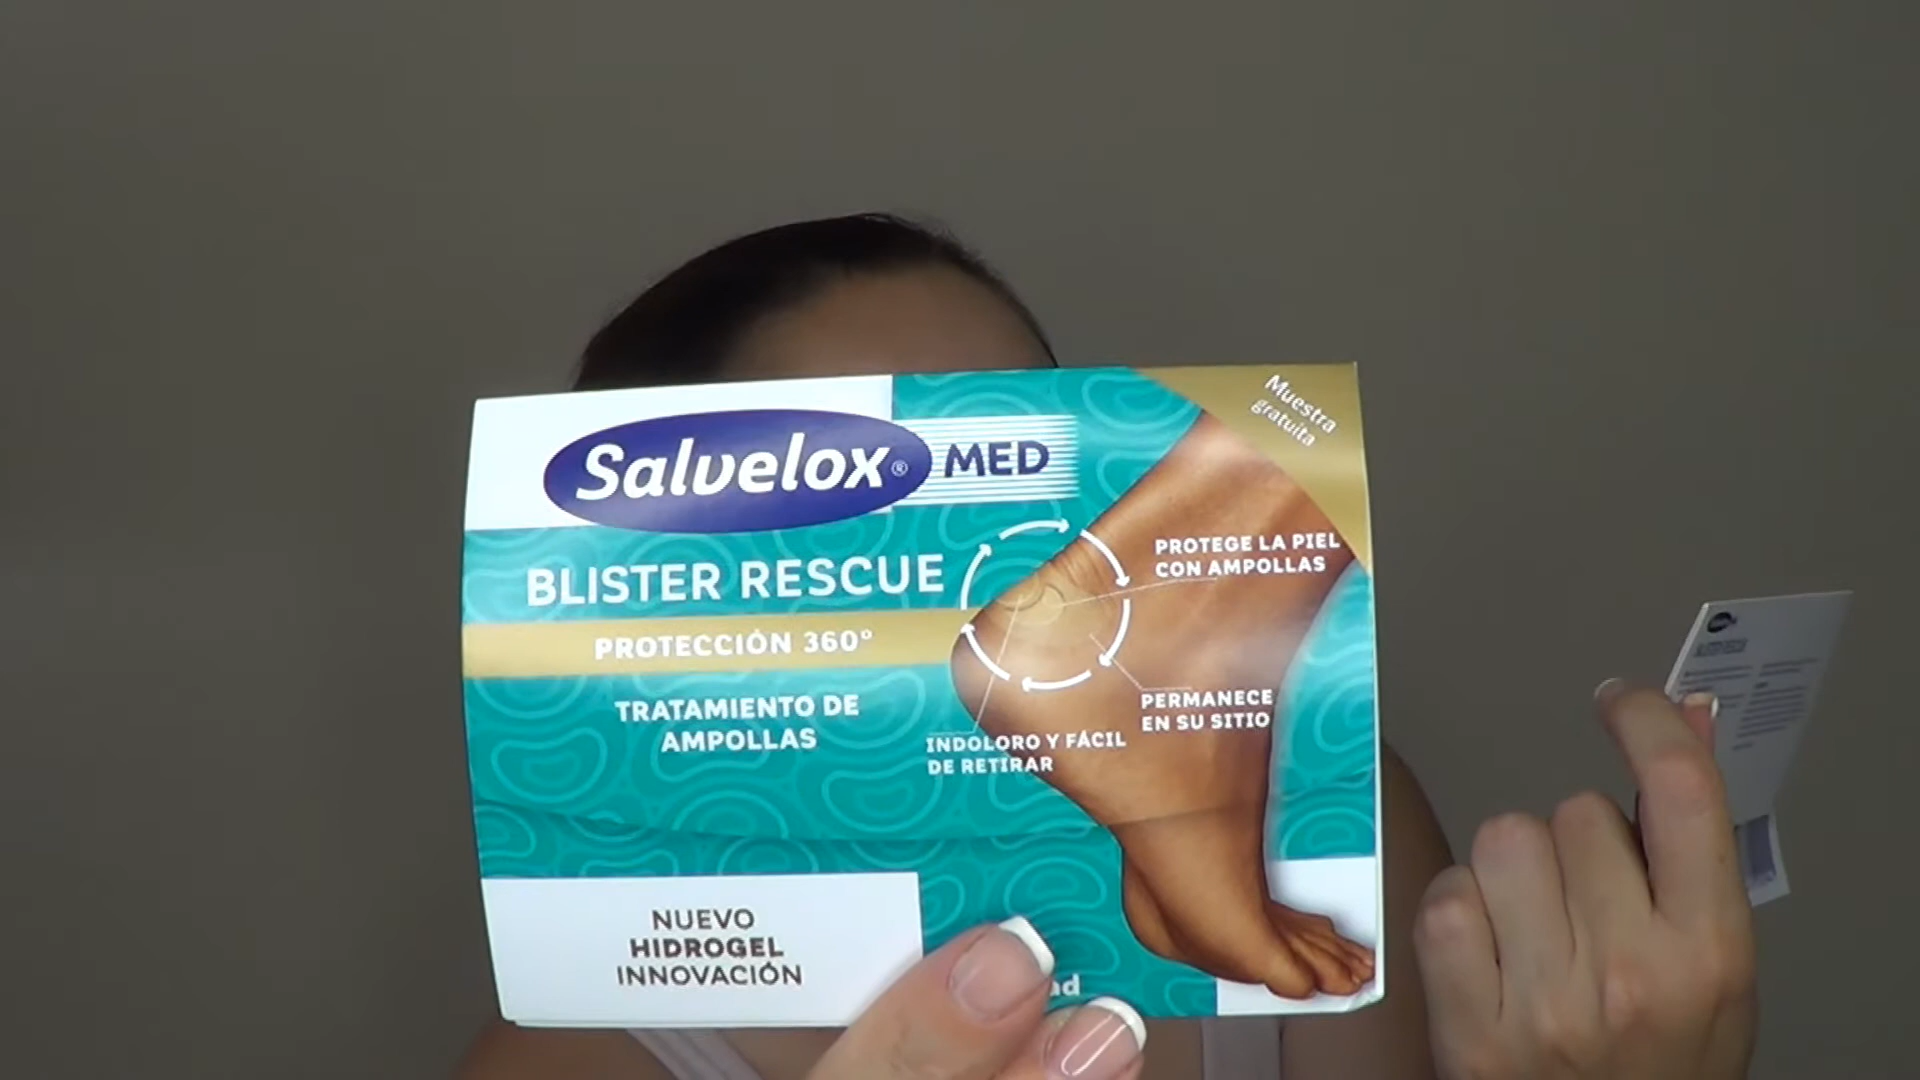 Muestra
gratuita
Salvelox® MED
BLISTER RESCUE
PROTECCIÓN 360°
TRATAMIENTO DE
AMPOLLAS
PROTEGE LA PIEL
CON AMPOLLAS
PERMANECE
EN SU SITIO
INDOLORO Y FÁCIL
DE RETIRAR
NUEVO
HIDROGEL
INNOVACIÓN